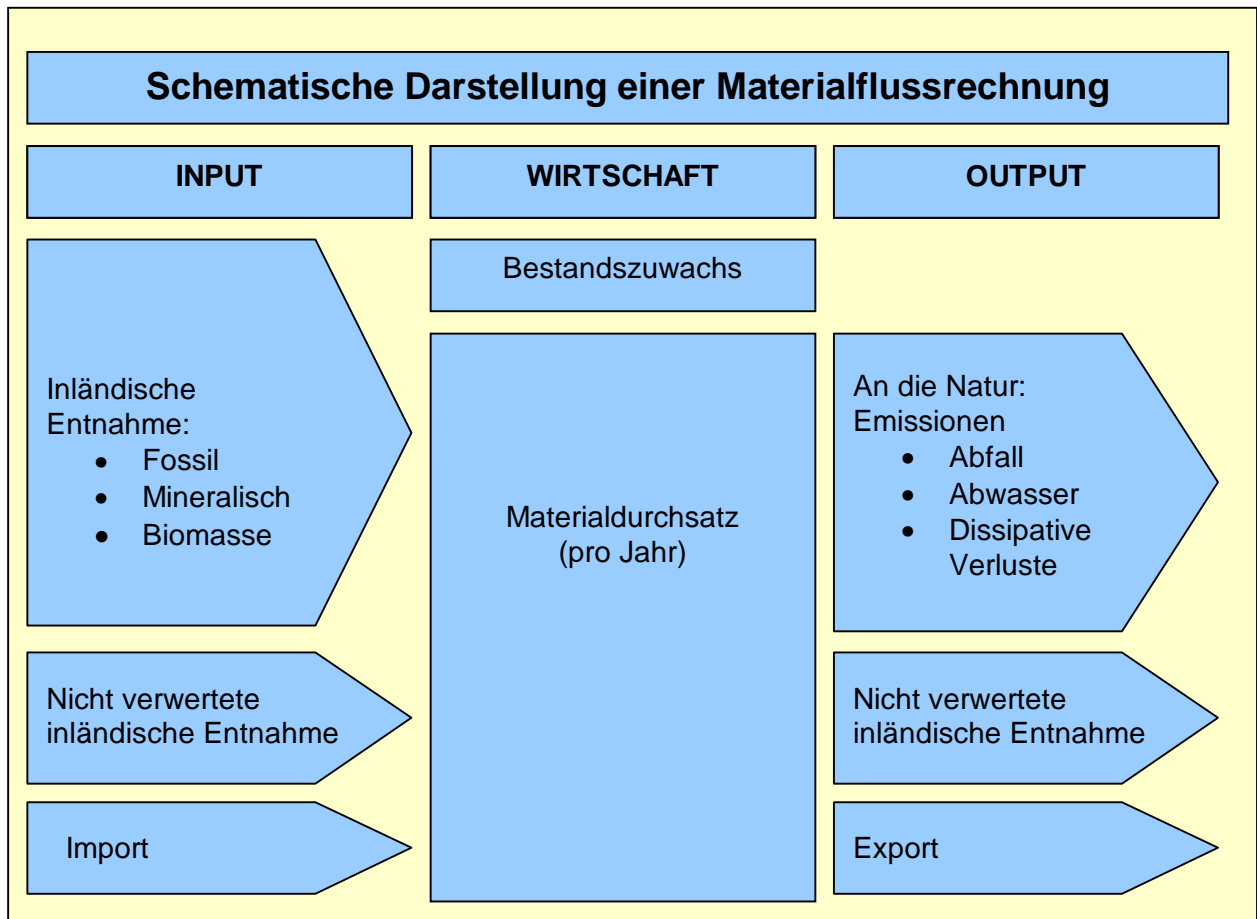 Schematische Darstellung einer Materialflussrechnung
INPUT
WIRTSCHAFT
OUTPUT
Inländische
Entnahme:
• Fossil
• Mineralisch
• Biomasse
Nicht verwertete
inländische Entnahme
Import
Bestandszuwachs
Materialdurchsatz
(pro Jahr)
An die Natur:
Emissionen
• Abfall
• Abwasser
• Dissipative
Verluste
Nicht verwertete
inländische Entnahme
Export